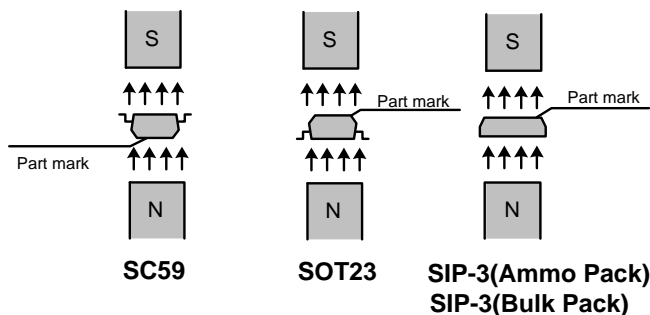 S
S
S
Part mark
Part mark
Part mark
N
N
N
SC59
SOT23
SIP-3(Ammo Pack)
SIP-3(Bulk Pack)